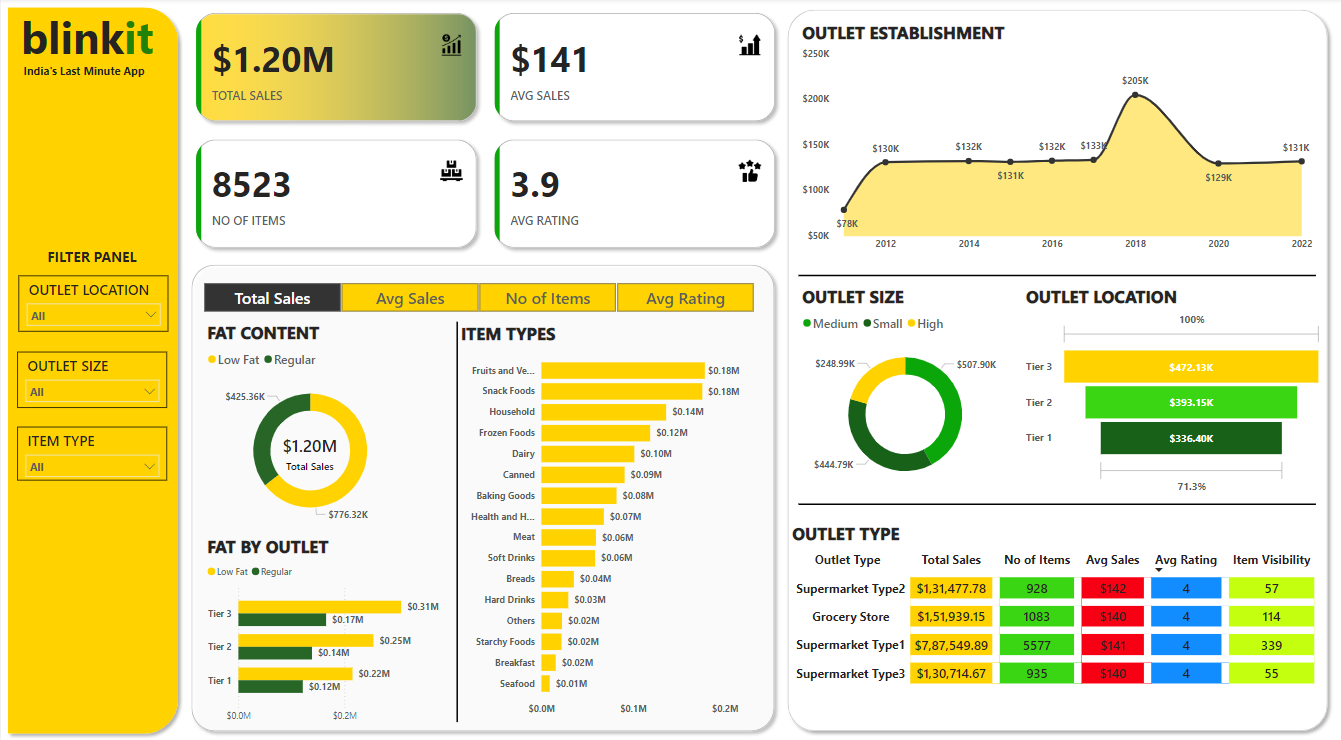 blinkit
India's Last Minute App
FILTER PANEL
OUTLET LOCATION
All
OUTLET SIZE
All
ITEM TYPE
All
$1.20M
TOTAL SALES
$141
AVG SALES
8523
NO OF ITEMS
3.9
AVG RATING
Total Sales Avg Sales No of Items Avg Rating
FAT CONTENT
Low Fat Regular
$425.36K
$1.20M
Total Sales
$776.32K
FAT BY OUTLET
Low Fat Regular
Tier 3 $0.31M
$0.17M
Tier 2 $0.25M
$0.14M
Tier 1 $0.22M
$0.12M
$0.0M $0.2M
ITEM TYPES
Fruits and Ve... $0.18M
Snack Foods $0.18M
Household $0.14M
Frozen Foods $0.12M
Dairy $0.10M
Canned $0.09M
Baking Goods $0.08M
Health and H... $0.07M
Meat $0.06M
Soft Drinks $0.06M
Breads $0.04M
Hard Drinks $0.03M
Others $0.02M
Starchy Foods $0.02M
Breakfast $0.02M
Seafood $0.01M
$0.0M $0.1M $0.2M
OUTLET ESTABLISHMENT
$250K
$200K
$150K
$100K
$50K
$78K
$130K
$132K
$131K
$132K
$133K
$205K
$129K
$131K
2012 2014 2016 2018 2020 2022
OUTLET SIZE
Medium Small High
$248.99K
$507.90K
$444.79K
OUTLET LOCATION
100%
Tier 3 $472.13K
Tier 2 $393.15K
Tier 1 $336.40K
71.3%
OUTLET TYPE
Outlet Type Total Sales No of Items Avg Sales Avg Rating Item Visibility
Supermarket Type2 $1,31,477.78 928 $142 4 57
Grocery Store $1,51,939.15 1083 $140 4 114
Supermarket Type1 $7,87,549.89 5577 $141 4 339
Supermarket Type3 $1,30,714.67 935 $140 4 55